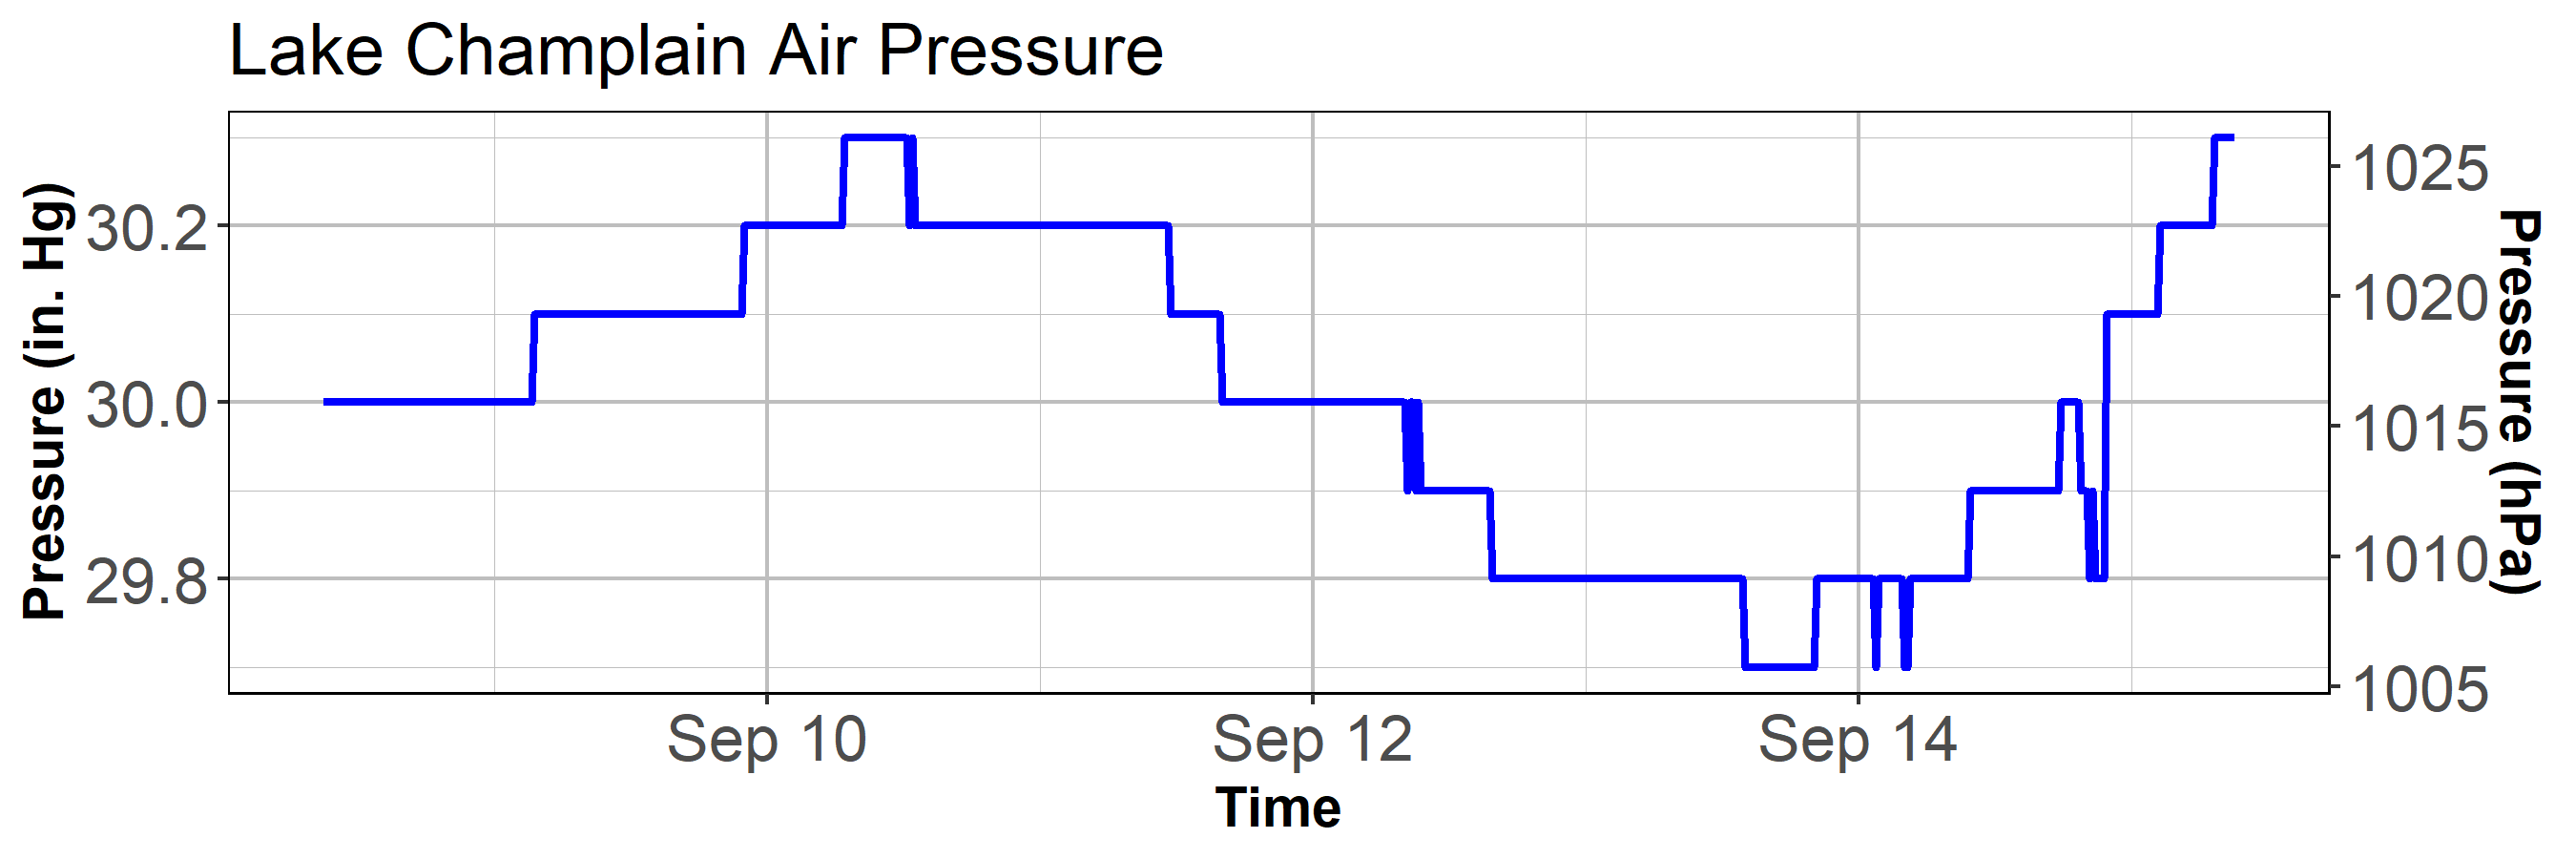 Lake Champlain Air Pressure
Pressure (in. Hg)
30.2
30.0
29.8
1025
1020
1015
1010
1005
Pressure (hPa)
Sep 10
Sep 12
Sep 14
Time